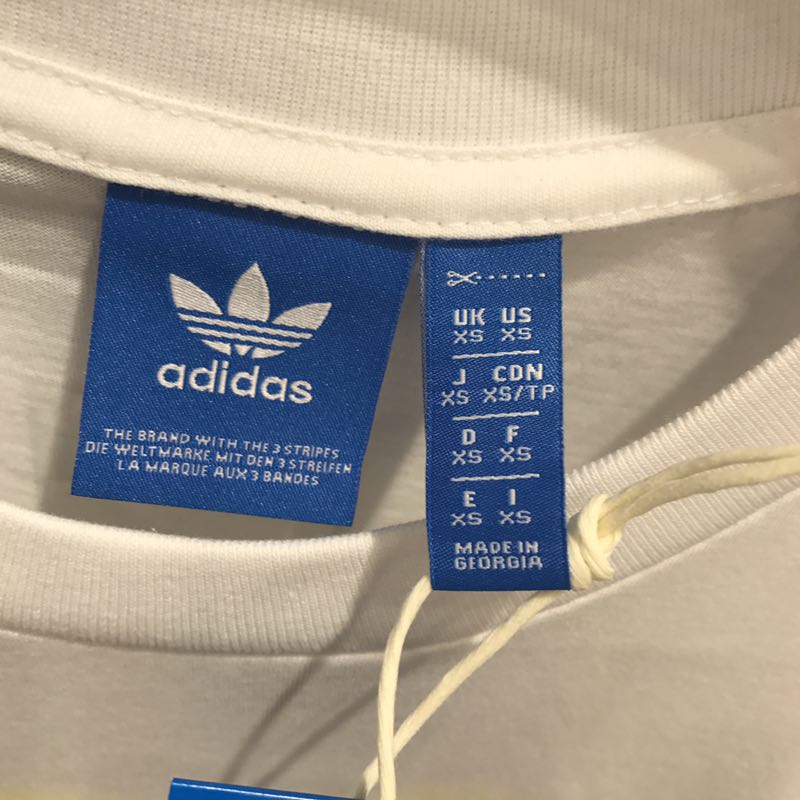 adidas
THE BRAND WITH THE 3 STRIPES
DIE WELTMARKE MIT DEN 3 STREIFEN
LA MARQUE AUX 3 BANDES
UK US
XS XS
J CDN
XS XS/TP
D F
XS XS
E I
XS XS
MADE IN
GEORGIA